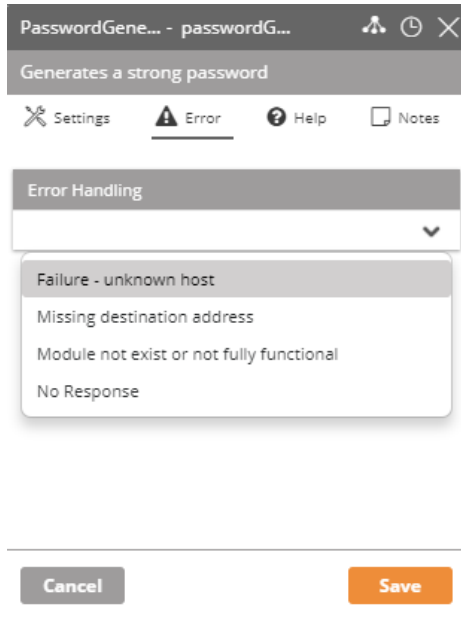 PasswordGene... - passwordG...
Generates a strong password
Settings Error Help Notes
Error Handling
Failure - unknown host
Missing destination address
Module not exist or not fully functional
No Response
Cancel Save